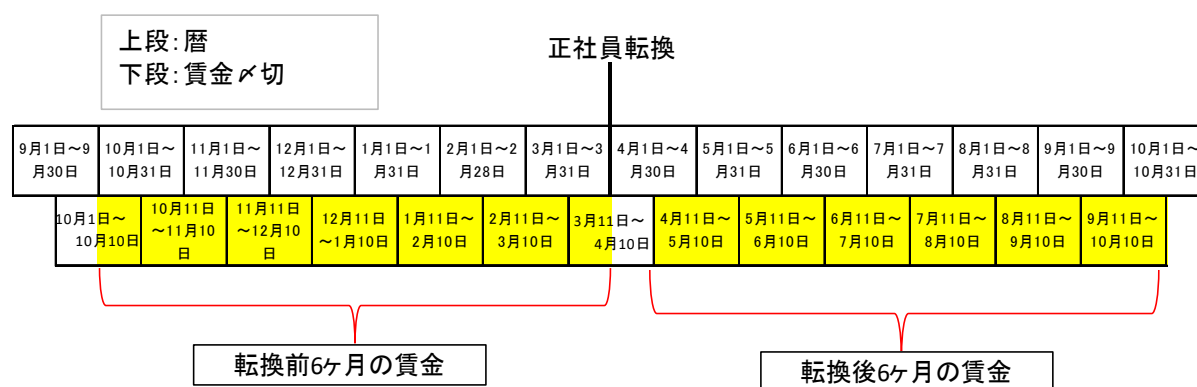 上段:暦
下段:賃金〆切
正社員転換
9月1日～9
月30日
10月1日～
10月31日
11月1日～
11月30日
12月1日～
12月31日
1月1日～1
月31日
2月1日～2
月28日
3月1日～3
月31日
4月1日～4
月30日
5月1日～5
月31日
6月1日～6
月30日
7月1日～7
月31日
8月1日～8
月31日
9月1日～9
月30日
10月1日～
10月31日
10月1日～
10月10日
10月11日
～11月10
日
11月11日
～12月10
日
12月11日
～1月10日
1月11日～
2月10日
2月11日～
3月10日
3月11日～
4月10日
4月11日～
5月10日
5月11日～
6月10日
6月11日～
7月10日
7月11日～
8月10日
8月11日～
9月10日
9月11日～
10月10日
転換前6ヶ月の賃金
転換後6ヶ月の賃金